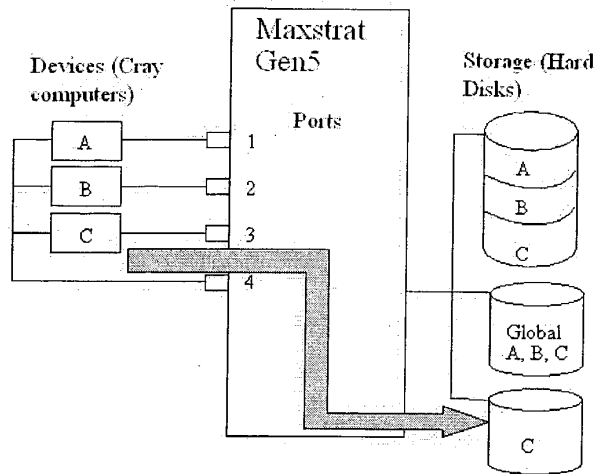 Maxstrat
Gen5
Devices (Cray
computers)
Storage (Hard
Disks)
Ports
A
1
B
2
C
3
4
A
B
C
Global
A, B, C
C